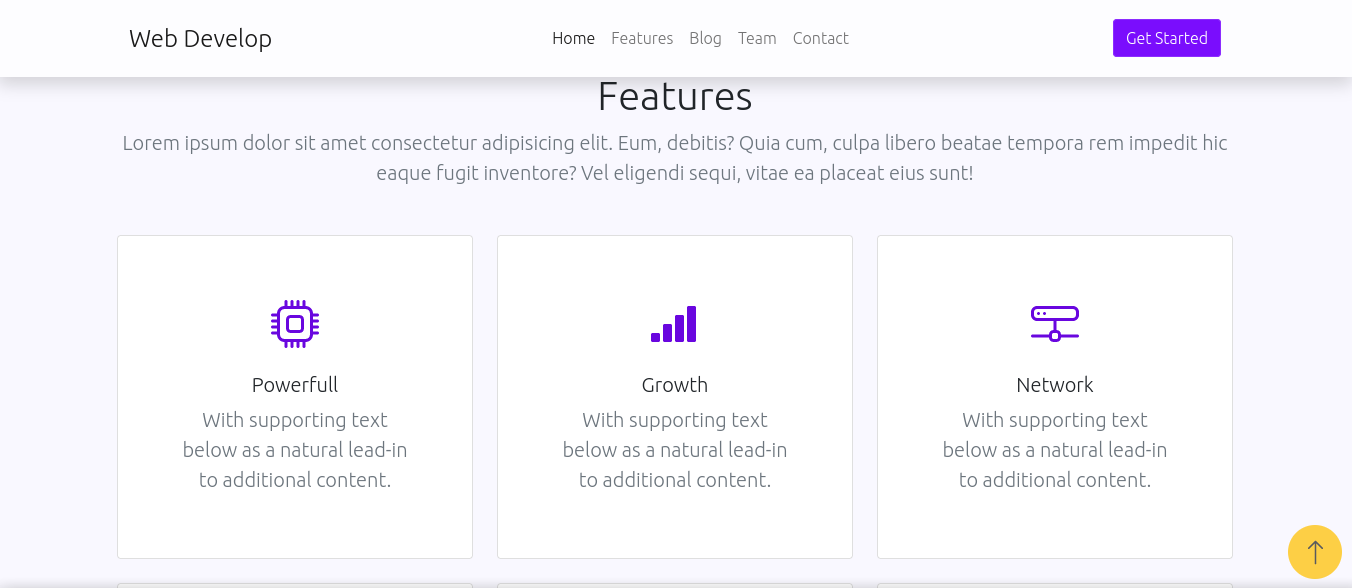 Web Develop
Home Features Blog Team Contact
Get Started
Features
Lorem ipsum dolor sit amet consectetur adipisicing elit. Eum, debitis? Quia cum, culpa libero beatae tempora rem impedit hic
eaque fugit inventore? Vel eligendi sequi, vitae ea placeat eius sunt!
Powerfull
With supporting text
below as a natural lead-in
to additional content.
Growth
With supporting text
below as a natural lead-in
to additional content.
Network
With supporting text
below as a natural lead-in
to additional content.